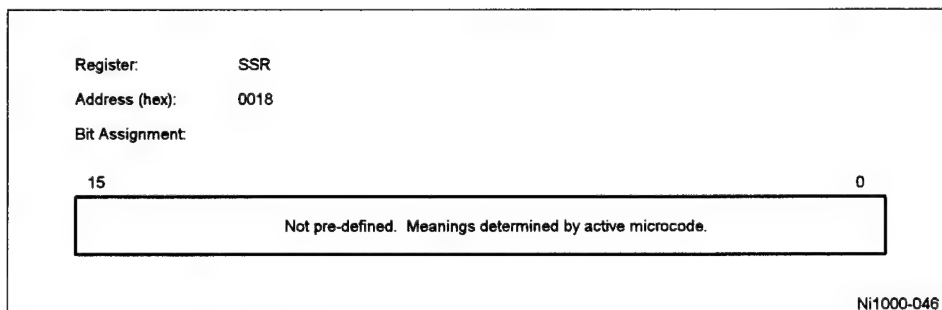 Register: SSR
Address (hex): 0018
Bit Assignment:
15 0
Not pre-defined. Meanings determined by active microcode.
Ni1000-046